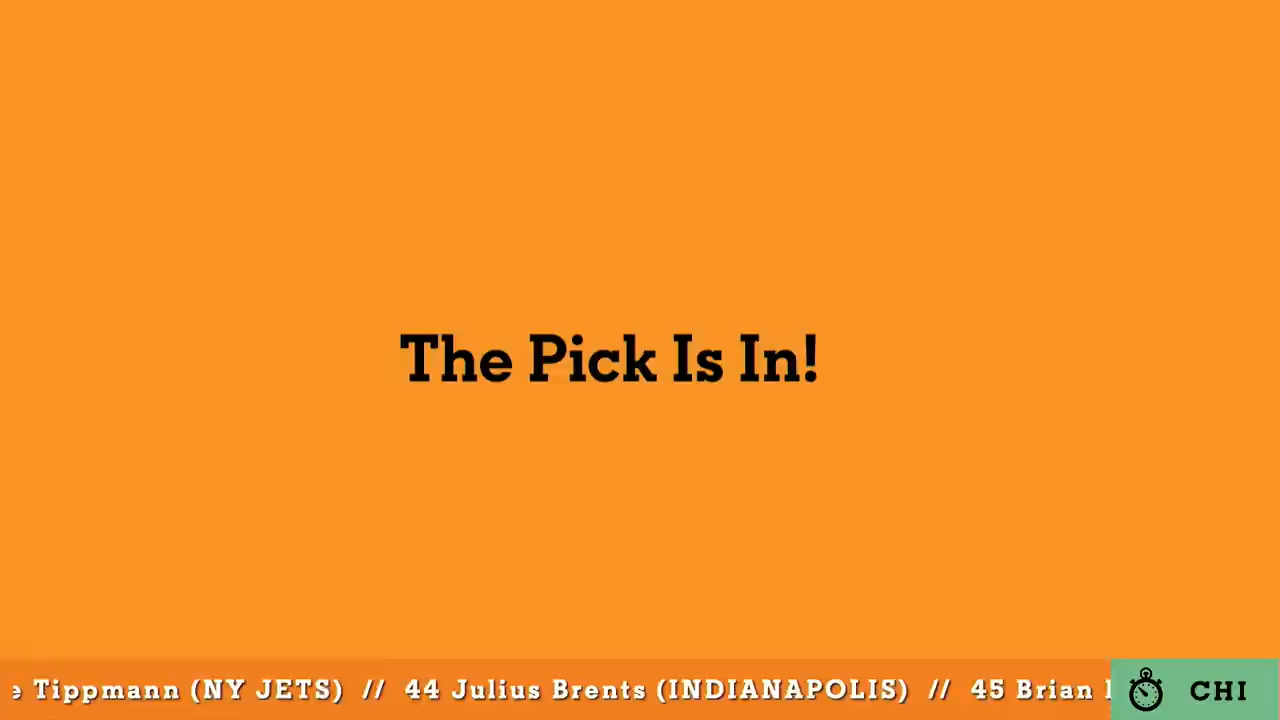 The Pick Is In!
Tippmann (NY JETS) // 44 Julius Brents (INDIANAPOLIS) // 45 Brian
CHI